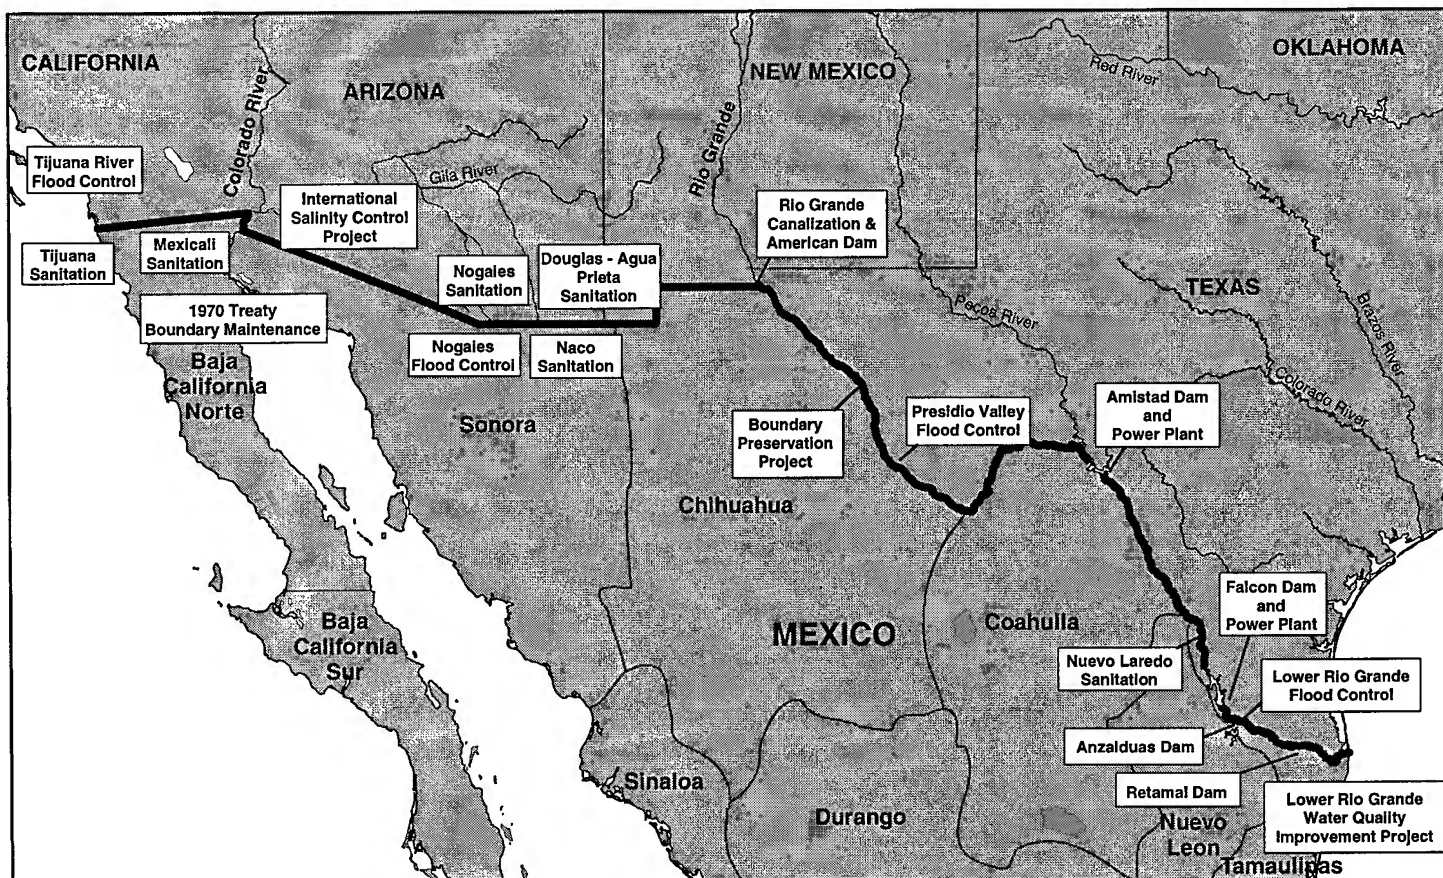 CALIFORNIA
ARIZONA
NEW MEXICO
OKLAHOMA
Red River
Colorado River
Rio Grande
Tijuana River
Flood Control
Gila River
International
Salinity Control
Project
Rio Grande
Canalization &
American Dam
Tijuana
Sanitation
Mexicali
Sanitation
Nogales
Sanitation
Douglas - Agua
Prieta
Sanitation
TEXAS
Pecos River
Brazos River
1970 Treaty
Boundary Maintenance
Nogales
Flood Control
Naco
Sanitation
Colorado River
Baja
California
Norte
Sonora
Boundary
Preservation
Project
Presidio Valley
Flood Control
Amistad Dam
and
Power Plant
Chihuahua
Baja
California
Sur
MEXICO
Coahulla
Falcon Dam
and
Power Plant
Nuevo Laredo
Sanitation
Lower Rio Grande
Flood Control
Anzalduas Dam
Retamal Dam
Sinaloa
Durango
Nuevo
Leon
Lower Rio Grande
Water Quality
Improvement Project
Tamaulipas